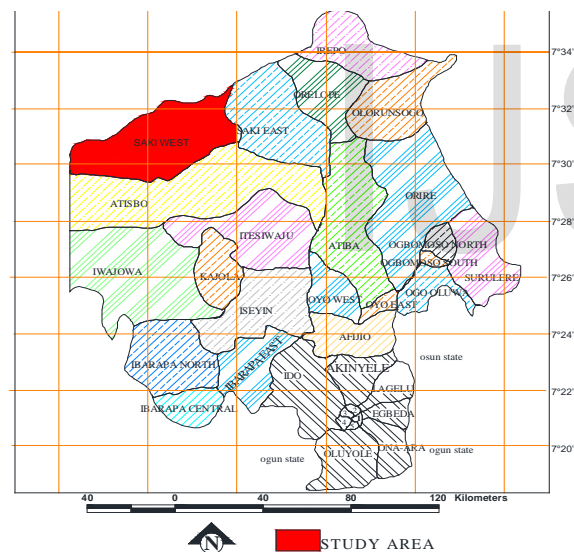 IREPO
7°34'
ORELOPE
OLORUNSOGO
7°32'
SAKI EAST
SAKI WEST
7°30'
ATISBO
ORIRE
7°28'
ITESIWAJU
ATIBA
OGBOMOSO NORTH
OGBOMOSO SOUTH
IWAJOWA
KAJOLA
SURULERE
7°26'
OYO WEST
OGO OLUWA
OYO EAST
ISEYIN
7°24'
AFIJIO
osun state
IBARAPA NORTH
IBARAPA EAST
IDO
AKINYELE
LAGELU
7°22'
IBARAPA CENTRAL
EGBEDA
7°20'
ogun state
OLUYOLE
ONA-ARA
ogun state
40 0 40 80 120 Kilometers
N
STUDY AREA